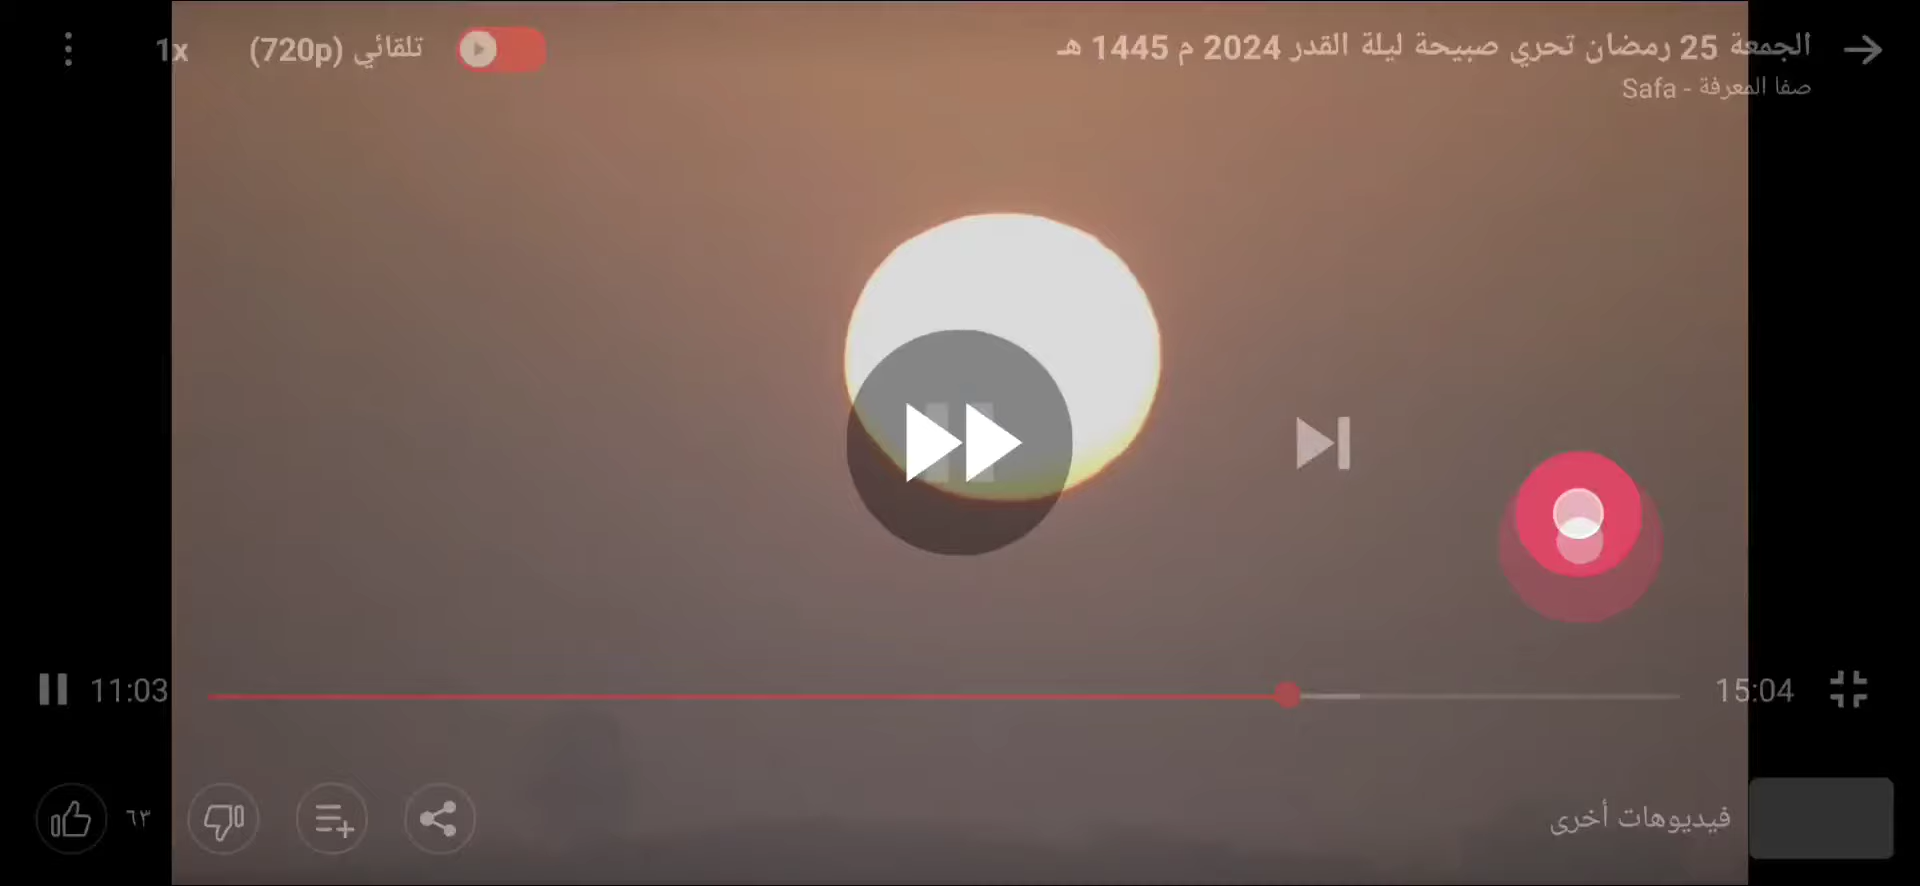 الجمعة 25 رمضان تحري صبيحة ليلة القدر 2024 م 1445 هـ
صفا المعرفة - Safa
تلقائي (720p)
1x
11:03
15:04
٦٣
فيديوهات أخرى